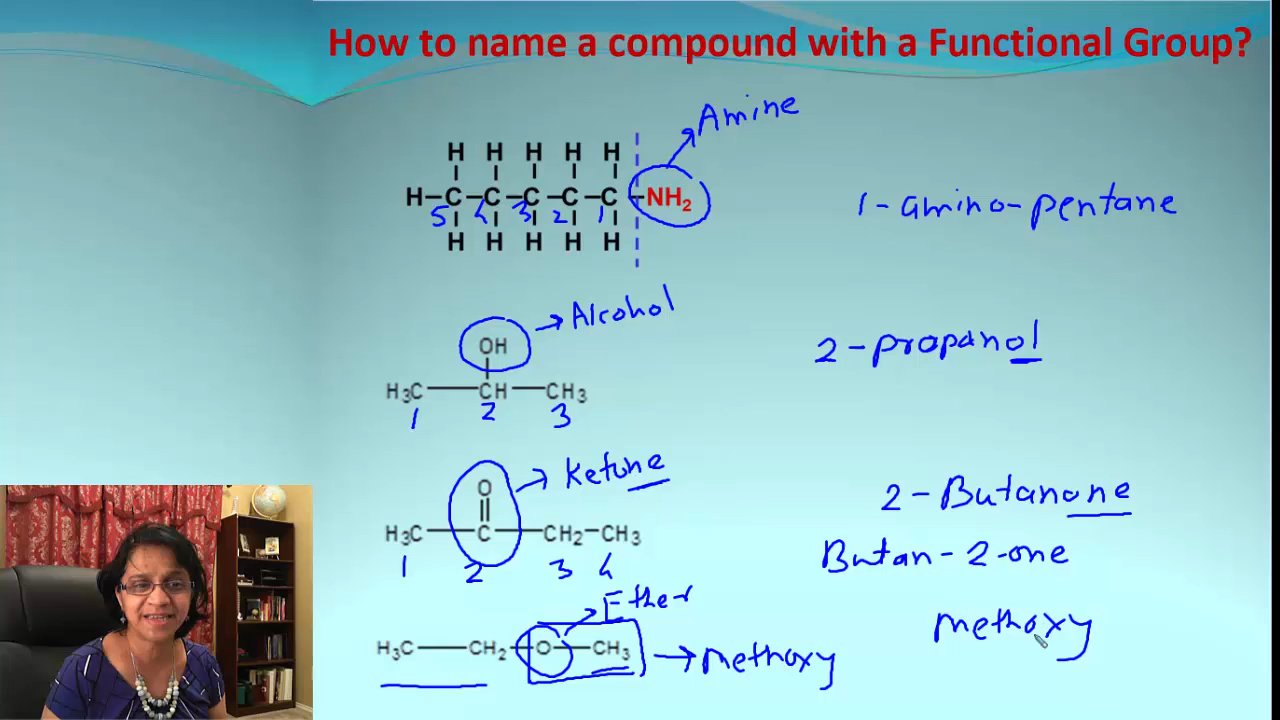 How to name a compound with a Functional Group?
Amine
H H H H H
H-C-C-C-C-C-NH₂
5 4 3 2 1
H H H H H
1-amino-pentane
Alcohol
OH
H₃C CH CH₃
1 2 3
2-propanol
Ketone
O
H₃C C CH₂-CH₃
1 2 3 4
2-Butanone
Butan-2-one
Ether
H₃C CH₂ O CH₃ → methoxy
methoxy